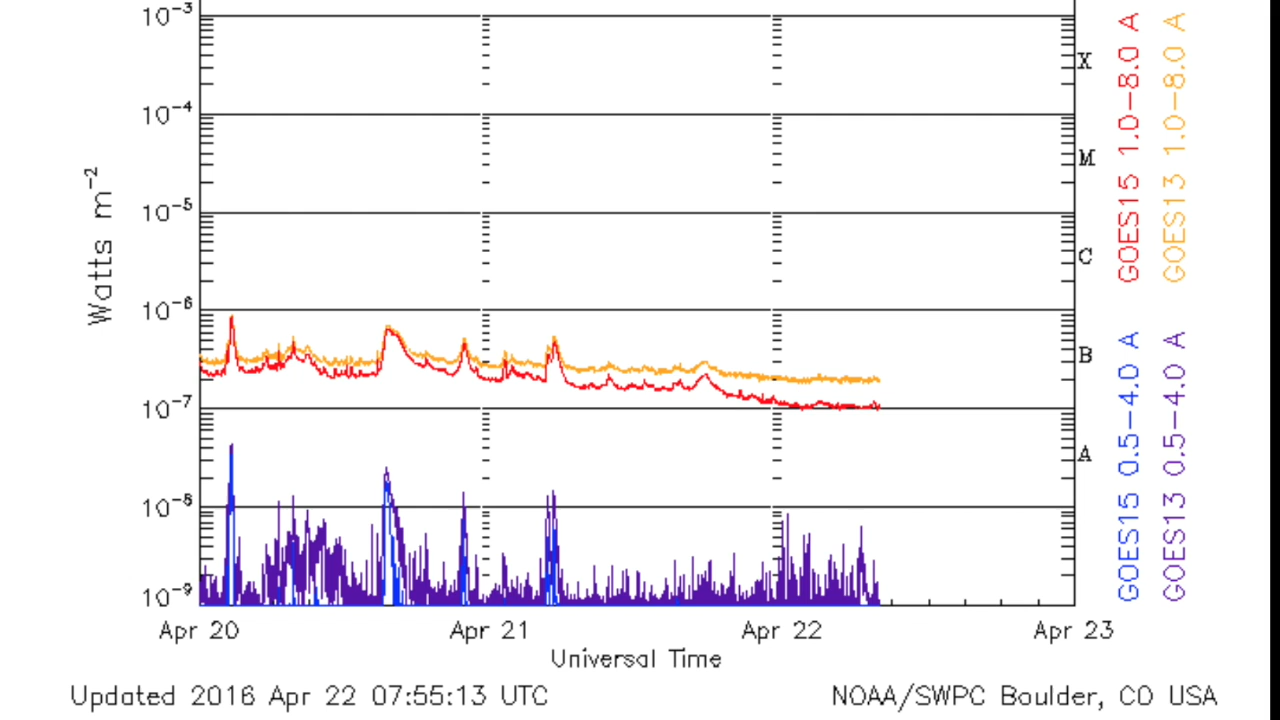 10-3
10-4
10-5
10-6
10-7
10-8
10-9
Watts m-2
X
M
C
B
A
GOES15 1.0-8.0 A
GOES13 1.0-8.0 A
GOES15 0.5-4.0 A
GOES13 0.5-4.0 A
Apr 20 Apr 21 Apr 22 Apr 23
Universal Time
Updated 2016 Apr 22 07:55:13 UTC NOAA/SWPC Boulder, CO USA